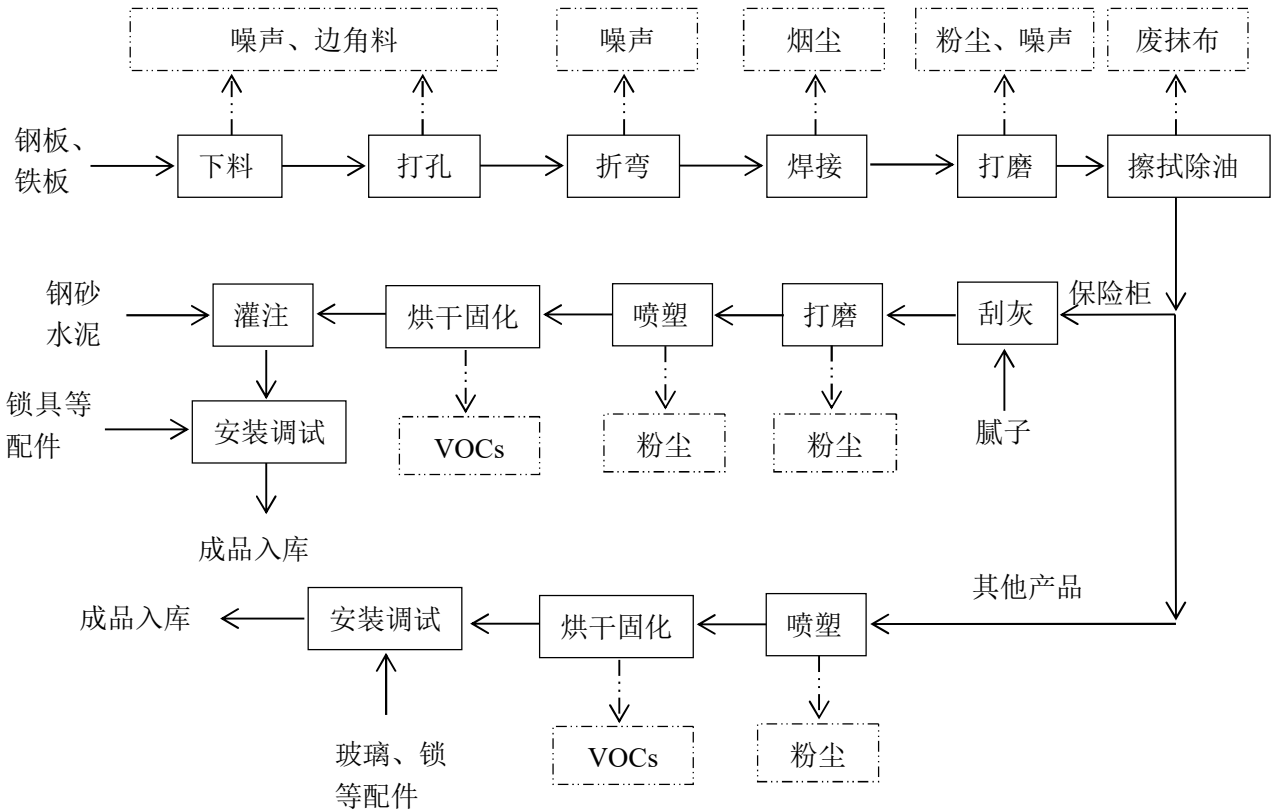 噪声、边角料
噪声
烟尘
粉尘、噪声
废抹布
钢板、
铁板
下料
打孔
折弯
焊接
打磨
擦拭除油
钢砂
水泥
灌注
烘干固化
喷塑
打磨
刮灰
保险柜
锁具等
配件
安装调试
VOCs
粉尘
粉尘
腻子
成品入库
其他产品
成品入库
安装调试
烘干固化
喷塑
玻璃、锁
等配件
VOCs
粉尘